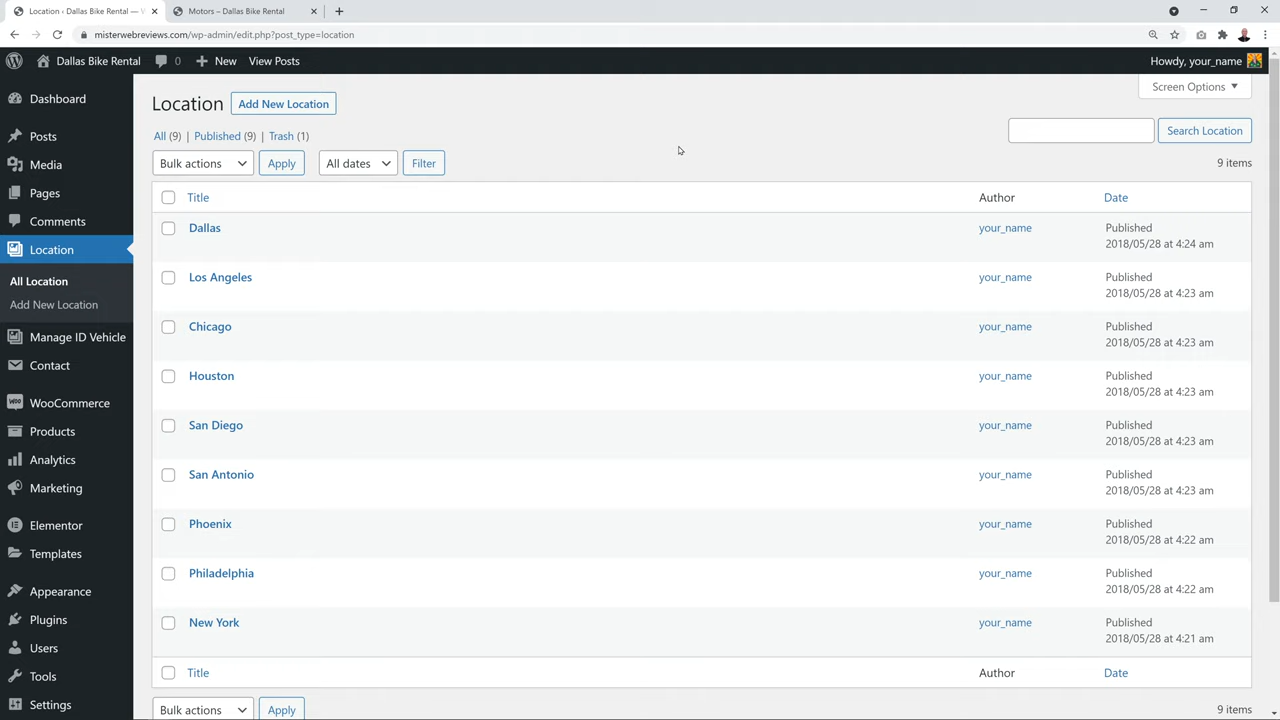 Location ‹ Dallas Bike Rental — W
Motors – Dallas Bike Rental
misterwebreviews.com/wp-admin/edit.php?post_type=location
Dallas Bike Rental
0
New
View Posts
Howdy, your_name
Dashboard
Posts
Media
Pages
Comments
Location
All Location
Add New Location
Manage ID Vehicle
Contact
WooCommerce
Products
Analytics
Marketing
Elementor
Templates
Appearance
Plugins
Users
Tools
Settings
Screen Options
Location
Add New Location
All (9) | Published (9) | Trash (1)
Search Location
Bulk actions
Apply
All dates
Filter
9 items
Title
Author
Date
Dallas
your_name
Published
2018/05/28 at 4:24 am
Los Angeles
your_name
Published
2018/05/28 at 4:23 am
Chicago
your_name
Published
2018/05/28 at 4:23 am
Houston
your_name
Published
2018/05/28 at 4:23 am
San Diego
your_name
Published
2018/05/28 at 4:23 am
San Antonio
your_name
Published
2018/05/28 at 4:23 am
Phoenix
your_name
Published
2018/05/28 at 4:22 am
Philadelphia
your_name
Published
2018/05/28 at 4:22 am
New York
your_name
Published
2018/05/28 at 4:21 am
Title
Author
Date
Bulk actions
Apply
9 items